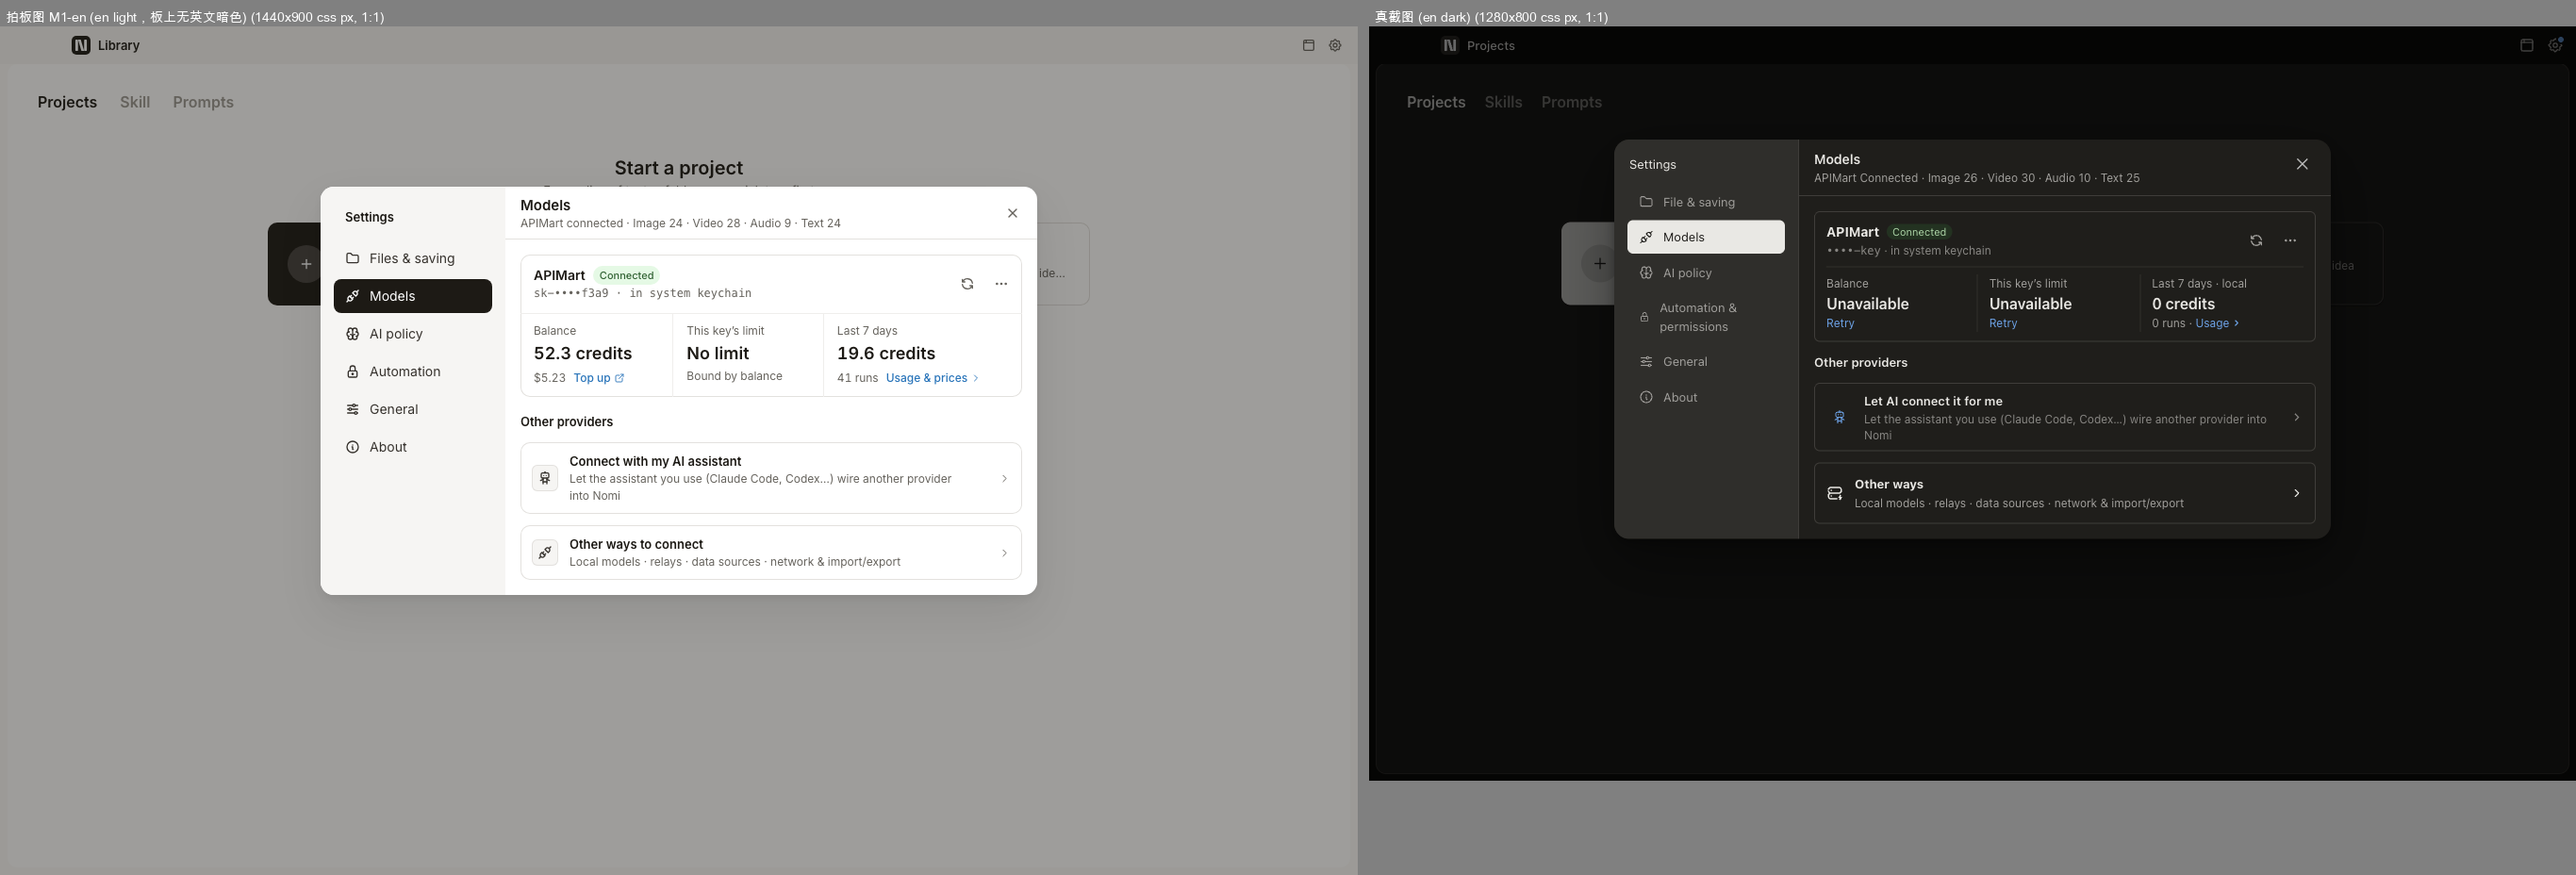 拍板图 M1-en (en light，板上无英文暗色) (1440x900 css px, 1:1)
Library
Projects Skill Prompts
Start a project
ide...
Settings
Files & saving
Models
AI policy
Automation
General
About
Models
APIMart connected · Image 24 · Video 28 · Audio 9 · Text 24
APIMart Connected
sk-••••f3a9 · in system keychain
Balance
52.3 credits
$5.23 Top up
This key’s limit
No limit
Bound by balance
Last 7 days
19.6 credits
41 runs Usage & prices
Other providers
Connect with my AI assistant
Let the assistant you use (Claude Code, Codex...) wire another provider
into Nomi
Other ways to connect
Local models · relays · data sources · network & import/export
真截图 (en dark) (1280x800 css px, 1:1)
Projects
Projects Skills Prompts
idea
Settings
File & saving
Models
AI policy
Automation &
permissions
General
About
Models
APIMart Connected · Image 26 · Video 30 · Audio 10 · Text 25
APIMart Connected
••••-key · in system keychain
Balance
Unavailable
Retry
This key’s limit
Unavailable
Retry
Last 7 days · local
0 credits
0 runs · Usage
Other providers
Let AI connect it for me
Let the assistant you use (Claude Code, Codex...) wire another provider into
Nomi
Other ways
Local models · relays · data sources · network & import/export